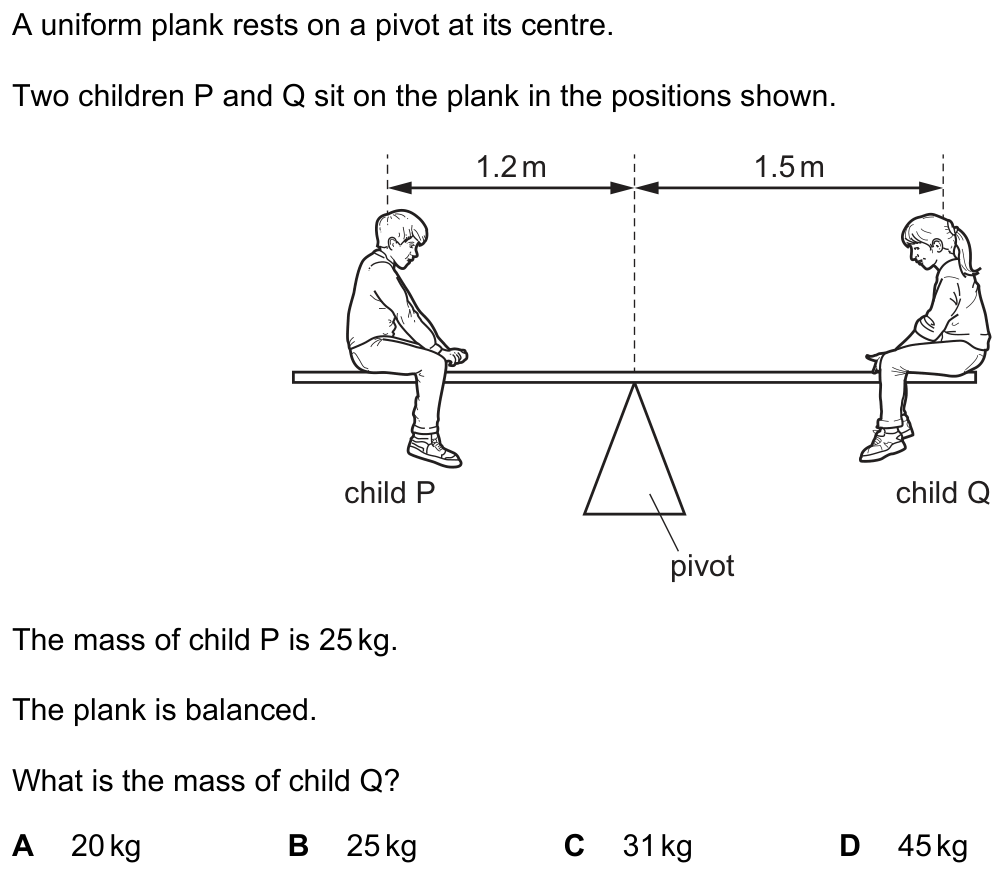 A uniform plank rests on a pivot at its centre.
Two children P and Q sit on the plank in the positions shown.
1.2 m 1.5 m
child P child Q
pivot
The mass of child P is 25 kg.
The plank is balanced.
What is the mass of child Q?
A 20 kg B 25 kg C 31 kg D 45 kg